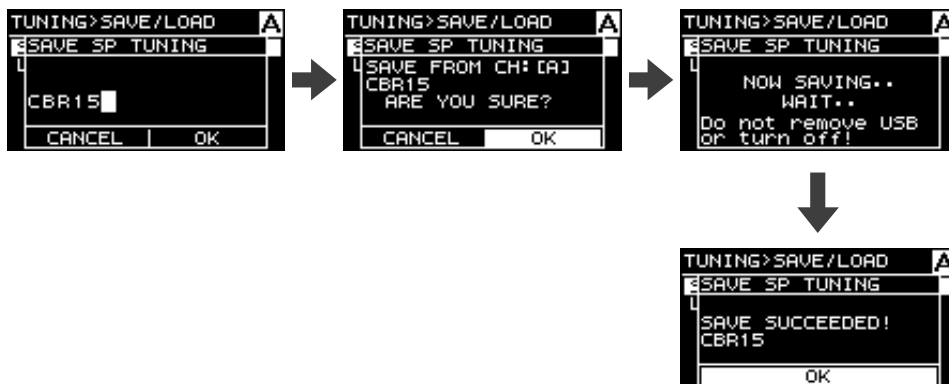 TUNING>SAVE/LOAD A
SAVE SP TUNING
CBR15
CANCEL OK
TUNING>SAVE/LOAD A
SAVE SP TUNING
SAVE FROM CH:[A]
CBR15
ARE YOU SURE?
CANCEL OK
TUNING>SAVE/LOAD A
SAVE SP TUNING
NOW SAVING..
WAIT..
Do not remove USB
or turn off!
TUNING>SAVE/LOAD A
SAVE SP TUNING
SAVE SUCCEEDED!
CBR15
OK